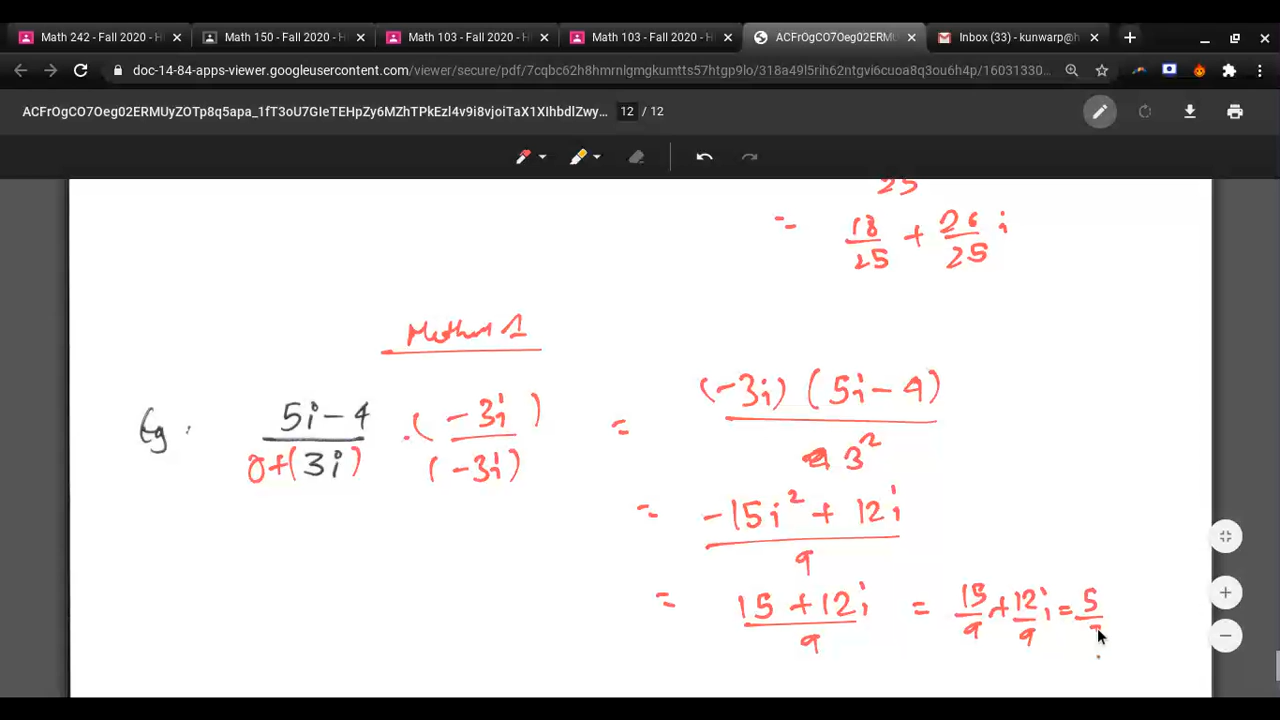 Math 242 - Fall 2020 - H
Math 150 - Fall 2020 - H
Math 103 - Fall 2020 - H
Math 103 - Fall 2020 - H
ACFrOgCO7Oeg02ERMU
Inbox (33) - kunwarp@h
doc-14-84-apps-viewer.googleusercontent.com/viewer/secure/pdf/7cqbc62h8hmrnlgmgkumtts57htgp9lo/318a49l5rih62ntgvi6cuoa8q3ou6h4p/16031330...
ACFrOgCO7Oeg02ERMUyZOTp8q5apa_1fT3oU7GIeTEHpZy6MZhTPkEzl4v9i8vjoiTaX1XIhbdlZwy... 12 / 12
25
= 18/25 + 26/25 i
Method 1
Eg. (5i-4)/(0+(3i)) · (-3i)/(-3i) = (-3i)(5i-4)/3²
= (-15i² + 12i)/9
= (15+12i)/9 = 15/9 + 12/9 i = 5/